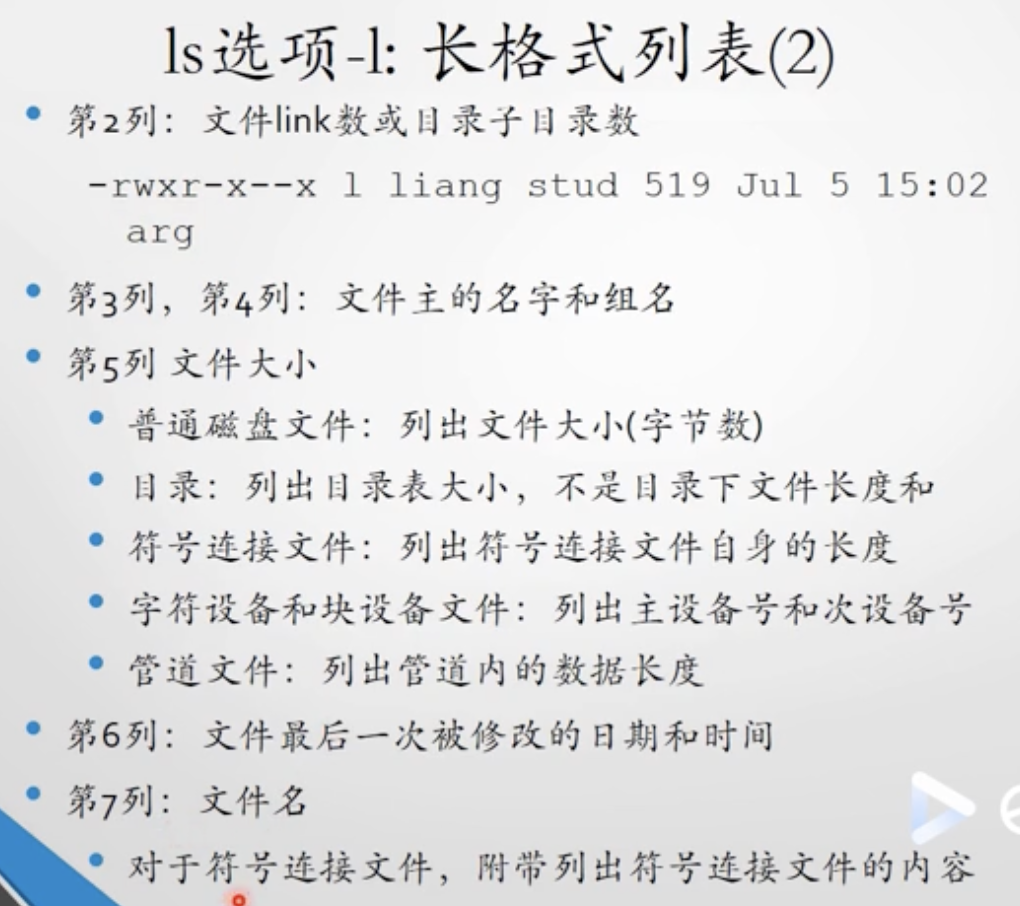 ls选项-l: 长格式列表(2)
第2列：文件link数或目录子目录数
-rwxr-x--x 1 liang stud 519 Jul 5 15:02
arg
第3列，第4列：文件主的名字和组名
第5列 文件大小
普通磁盘文件：列出文件大小(字节数)
目录：列出目录表大小，不是目录下文件长度和
符号连接文件：列出符号连接文件自身的长度
字符设备和块设备文件：列出主设备号和次设备号
管道文件：列出管道内的数据长度
第6列：文件最后一次被修改的日期和时间
第7列：文件名
对于符号连接文件，附带列出符号连接文件的内容